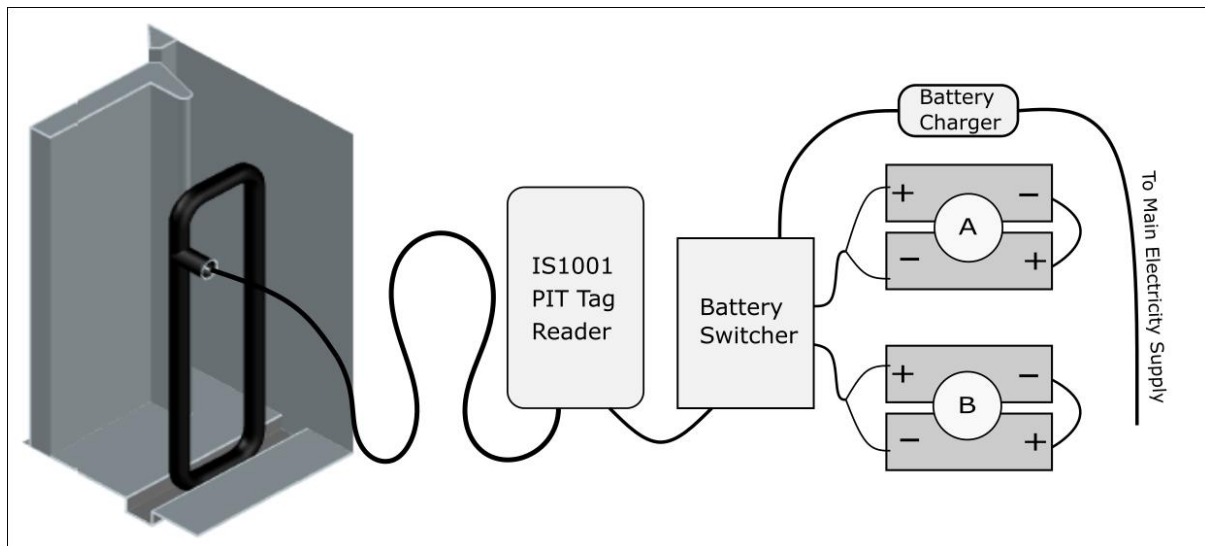 Battery
Charger
To Main Electricity Supply
+
−
A
−
+
IS1001
PIT Tag
Reader
Battery
Switcher
+
−
B
−
+